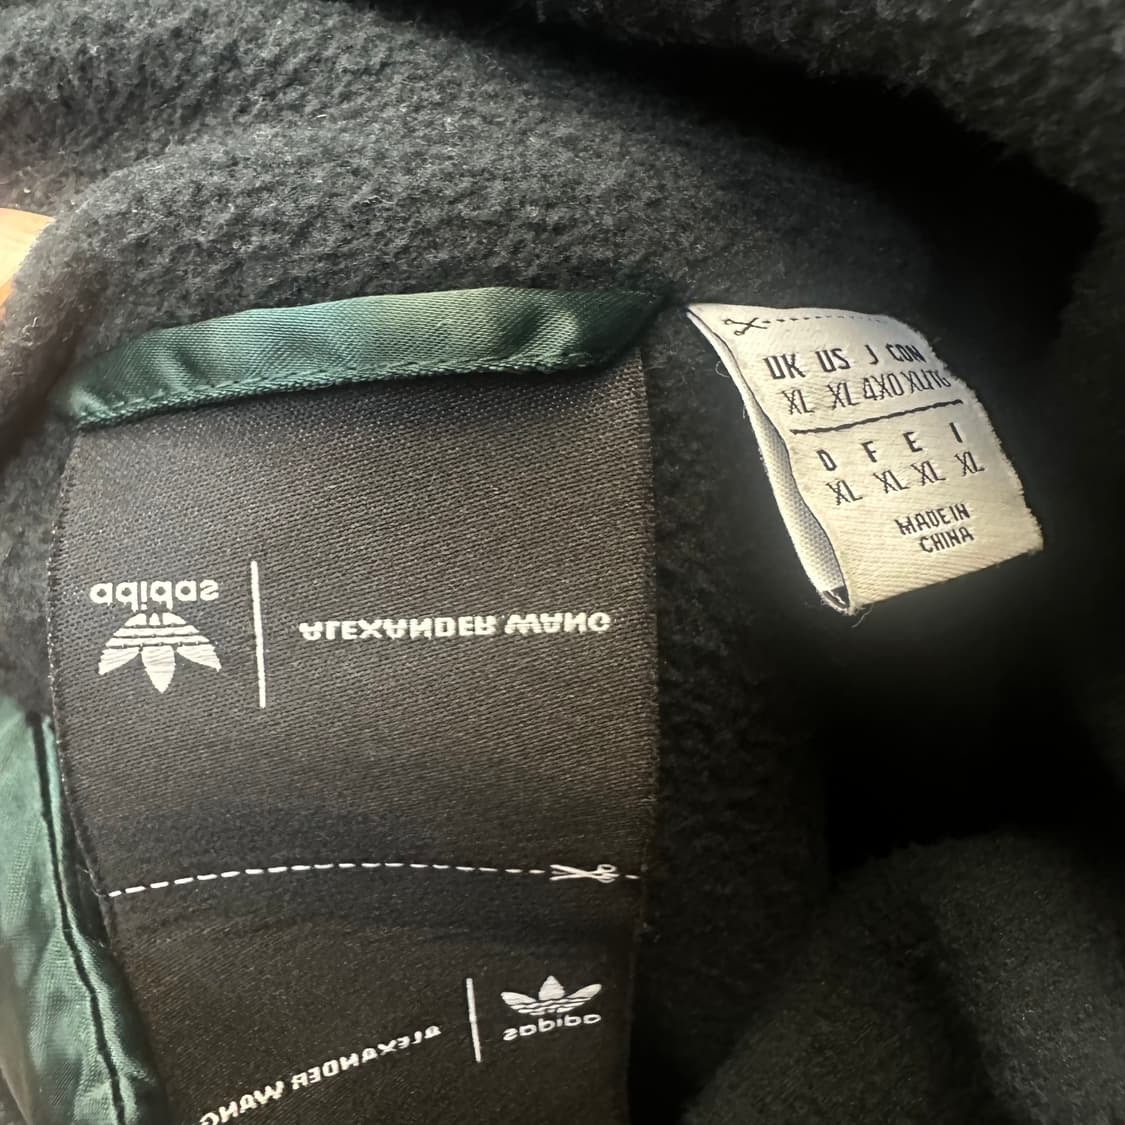 adidas
ALEXANDER WANG
UK US J CDN
XL XL 4XO XL/TG
D F E I
XL XL XL XL
MADE IN
CHINA
adidas
ALEXANDER WANG